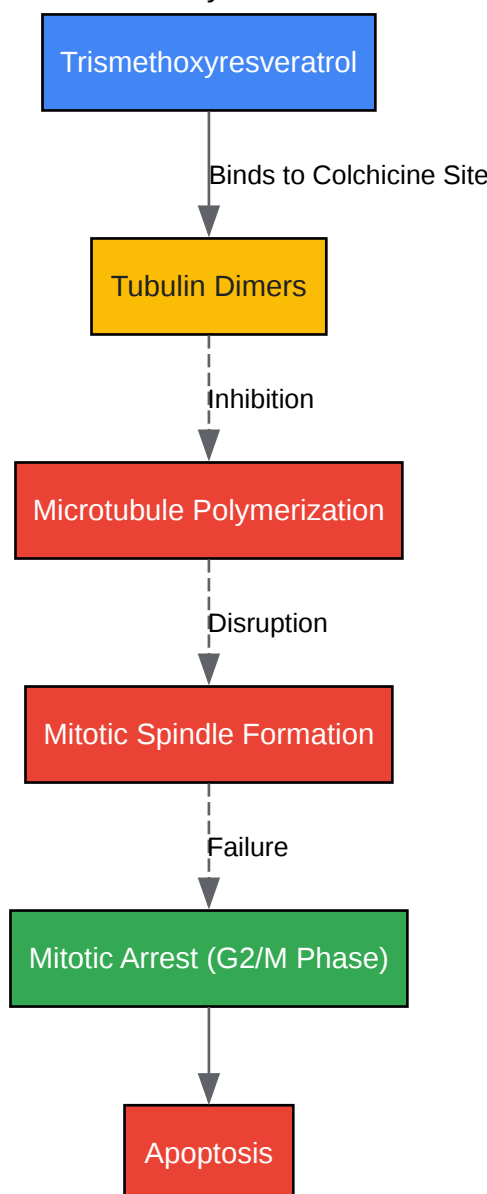 Trismethoxyresveratrol
Binds to Colchicine Site
Tubulin Dimers
Inhibition
Microtubule Polymerization
Disruption
Mitotic Spindle Formation
Failure
Mitotic Arrest (G2/M Phase)
Apoptosis